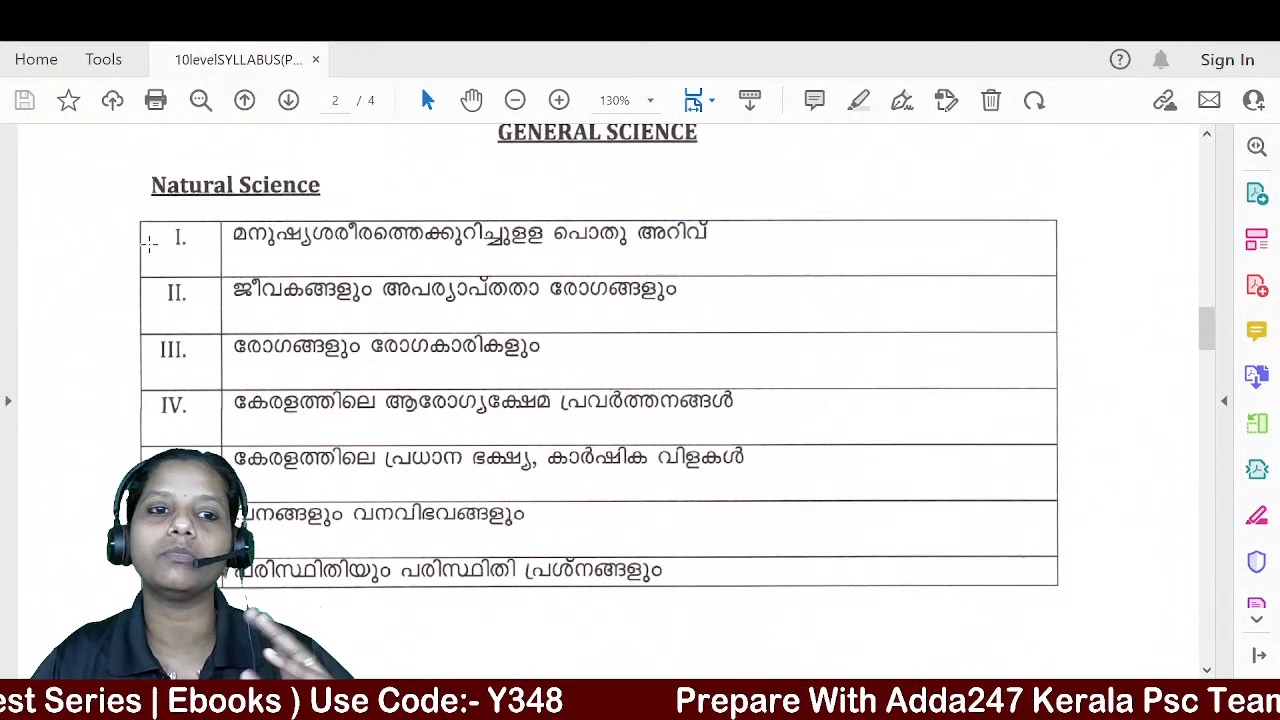 Home Tools 10levelSYLLABUS(P... × Sign In
2 / 4 130%
GENERAL SCIENCE
Natural Science
I. മനുഷ്യശരീരത്തെക്കുറിച്ചുളള പൊതു അറിവ്
II. ജീവകങ്ങളും അപര്യാപ്തതാ രോഗങ്ങളും
III. രോഗങ്ങളും രോഗകാരികളും
IV. കേരളത്തിലെ ആരോഗ്യക്ഷേമ പ്രവർത്തനങ്ങൾ
കേരളത്തിലെ പ്രധാന ഭക്ഷ്യ, കാർഷിക വിളകൾ
വനങ്ങളും വനവിഭവങ്ങളും
പരിസ്ഥിതിയും പരിസ്ഥിതി പ്രശ്നങ്ങളും
est Series | Ebooks ) Use Code:- Y348 Prepare With Adda247 Kerala Psc Team